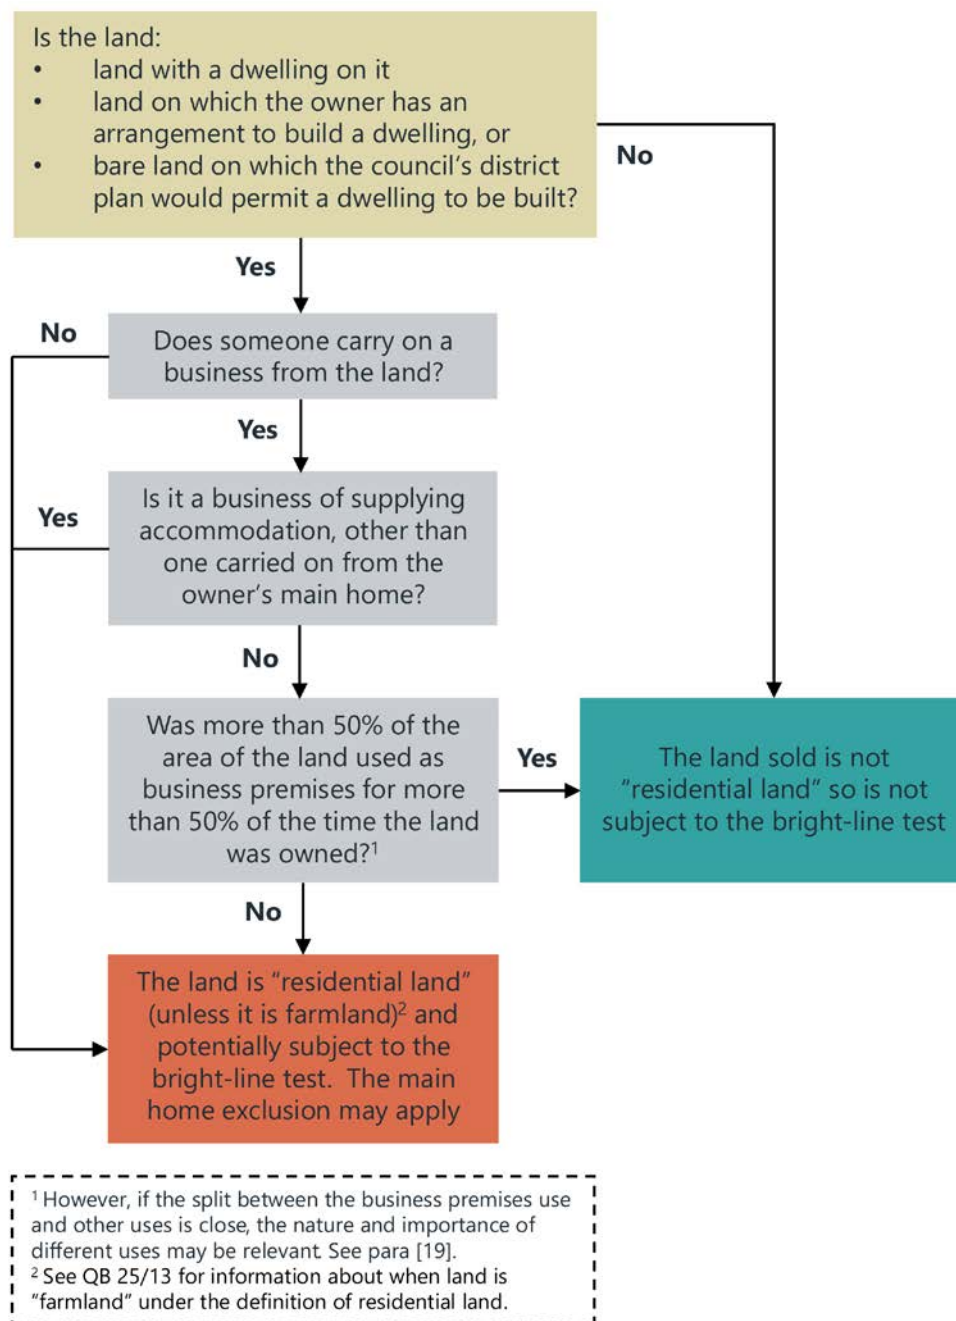 Is the land:
• land with a dwelling on it
• land on which the owner has an
arrangement to build a dwelling, or
• bare land on which the council’s district
plan would permit a dwelling to be built?
No
Yes
No
Does someone carry on a
business from the land?
Yes
Is it a business of supplying
accommodation, other than
one carried on from the
owner’s main home?
Yes
No
Was more than 50% of the
area of the land used as
business premises for more
than 50% of the time the land
was owned?¹
Yes
The land sold is not
“residential land” so is not
subject to the bright-line test
No
The land is “residential land”
(unless it is farmland)² and
potentially subject to the
bright-line test. The main
home exclusion may apply
¹ However, if the split between the business premises use
and other uses is close, the nature and importance of
different uses may be relevant. See para [19].
² See QB 25/13 for information about when land is
“farmland” under the definition of residential land.